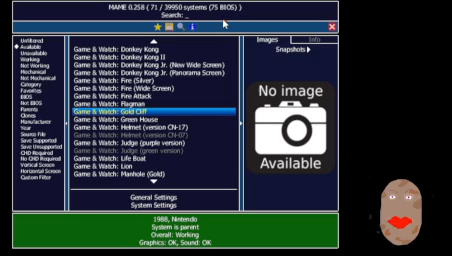 MAME 0.258 ( 71 / 39950 systems (75 BIOS) )
Search: _
Images
Info
Snapshots
Unfiltered
Available
Unavailable
Working
Not Working
Mechanical
Not Mechanical
Category
Favorites
BIOS
Not BIOS
Parents
Clones
Manufacturer
Year
Source File
Save Supported
Save Unsupported
CHD Required
No CHD Required
Vertical Screen
Horizontal Screen
Custom Filter
Game & Watch: Donkey Kong
Game & Watch: Donkey Kong II
Game & Watch: Donkey Kong Jr. (New Wide Screen)
Game & Watch: Donkey Kong Jr. (Panorama Screen)
Game & Watch: Fire (Silver)
Game & Watch: Fire (Wide Screen)
Game & Watch: Fire Attack
Game & Watch: Flagman
Game & Watch: Gold Cliff
Game & Watch: Green House
Game & Watch: Helmet (version CN-17)
Game & Watch: Helmet (version CN-07)
Game & Watch: Judge (purple version)
Game & Watch: Judge (green version)
Game & Watch: Life Boat
Game & Watch: Lion
Game & Watch: Manhole (Gold)
General Settings
System Settings
No image
Available
1988, Nintendo
System is parent
Overall: Working
Graphics: OK, Sound: OK